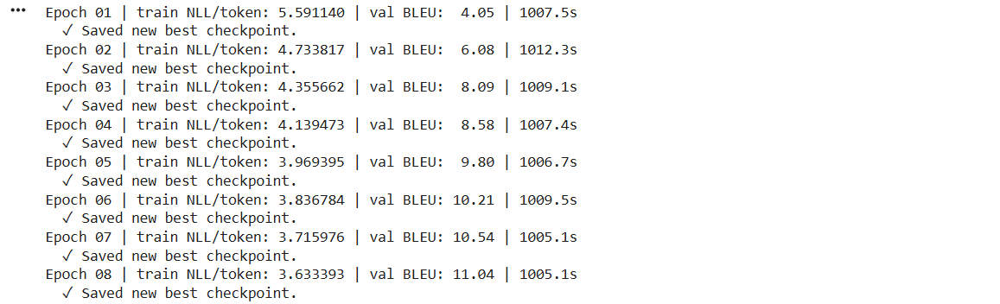 Epoch 01 | train NLL/token: 5.591140 | val BLEU:  4.05 | 1007.5s
  ✓ Saved new best checkpoint.
Epoch 02 | train NLL/token: 4.733817 | val BLEU:  6.08 | 1012.3s
  ✓ Saved new best checkpoint.
Epoch 03 | train NLL/token: 4.355662 | val BLEU:  8.09 | 1009.1s
  ✓ Saved new best checkpoint.
Epoch 04 | train NLL/token: 4.139473 | val BLEU:  8.58 | 1007.4s
  ✓ Saved new best checkpoint.
Epoch 05 | train NLL/token: 3.969395 | val BLEU:  9.80 | 1006.7s
  ✓ Saved new best checkpoint.
Epoch 06 | train NLL/token: 3.836784 | val BLEU: 10.21 | 1009.5s
  ✓ Saved new best checkpoint.
Epoch 07 | train NLL/token: 3.715976 | val BLEU: 10.54 | 1005.1s
  ✓ Saved new best checkpoint.
Epoch 08 | train NLL/token: 3.633393 | val BLEU: 11.04 | 1005.1s
  ✓ Saved new best checkpoint.